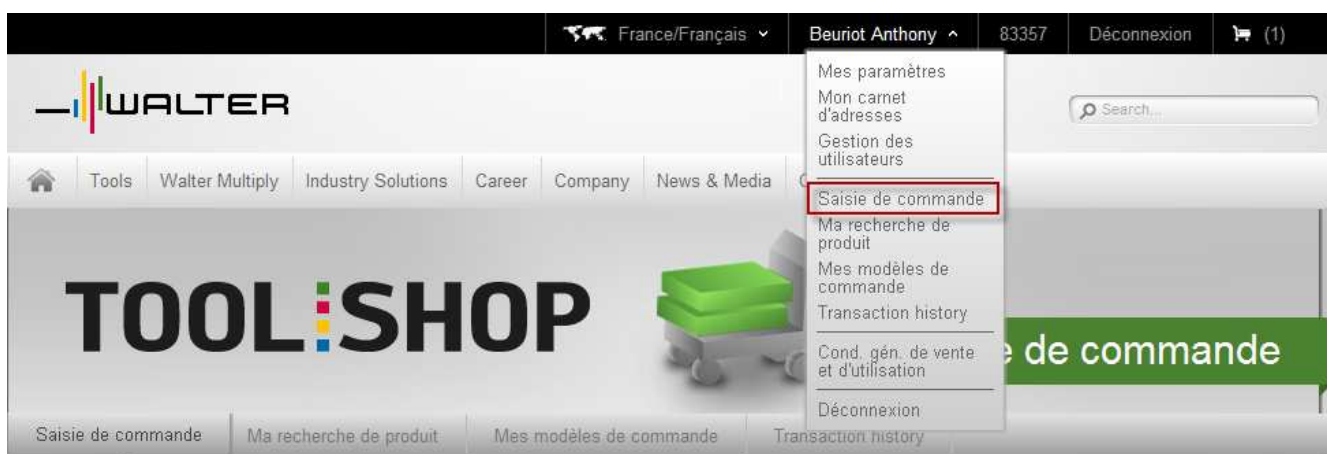 France/Français
Beuriot Anthony
83357
Déconnexion
(1)
WALTER
Search...
Mes paramètres
Mon carnet
d'adresses
Gestion des
utilisateurs
Saisie de commande
Ma recherche de
produit
Mes modèles de
commande
Transaction history
Cond. gén. de vente
et d'utilisation
Déconnexion
Tools
Walter Multiply
Industry Solutions
Career
Company
News & Media
TOOL SHOP
de commande
Saisie de commande
Ma recherche de produit
Mes modèles de commande
Transaction history